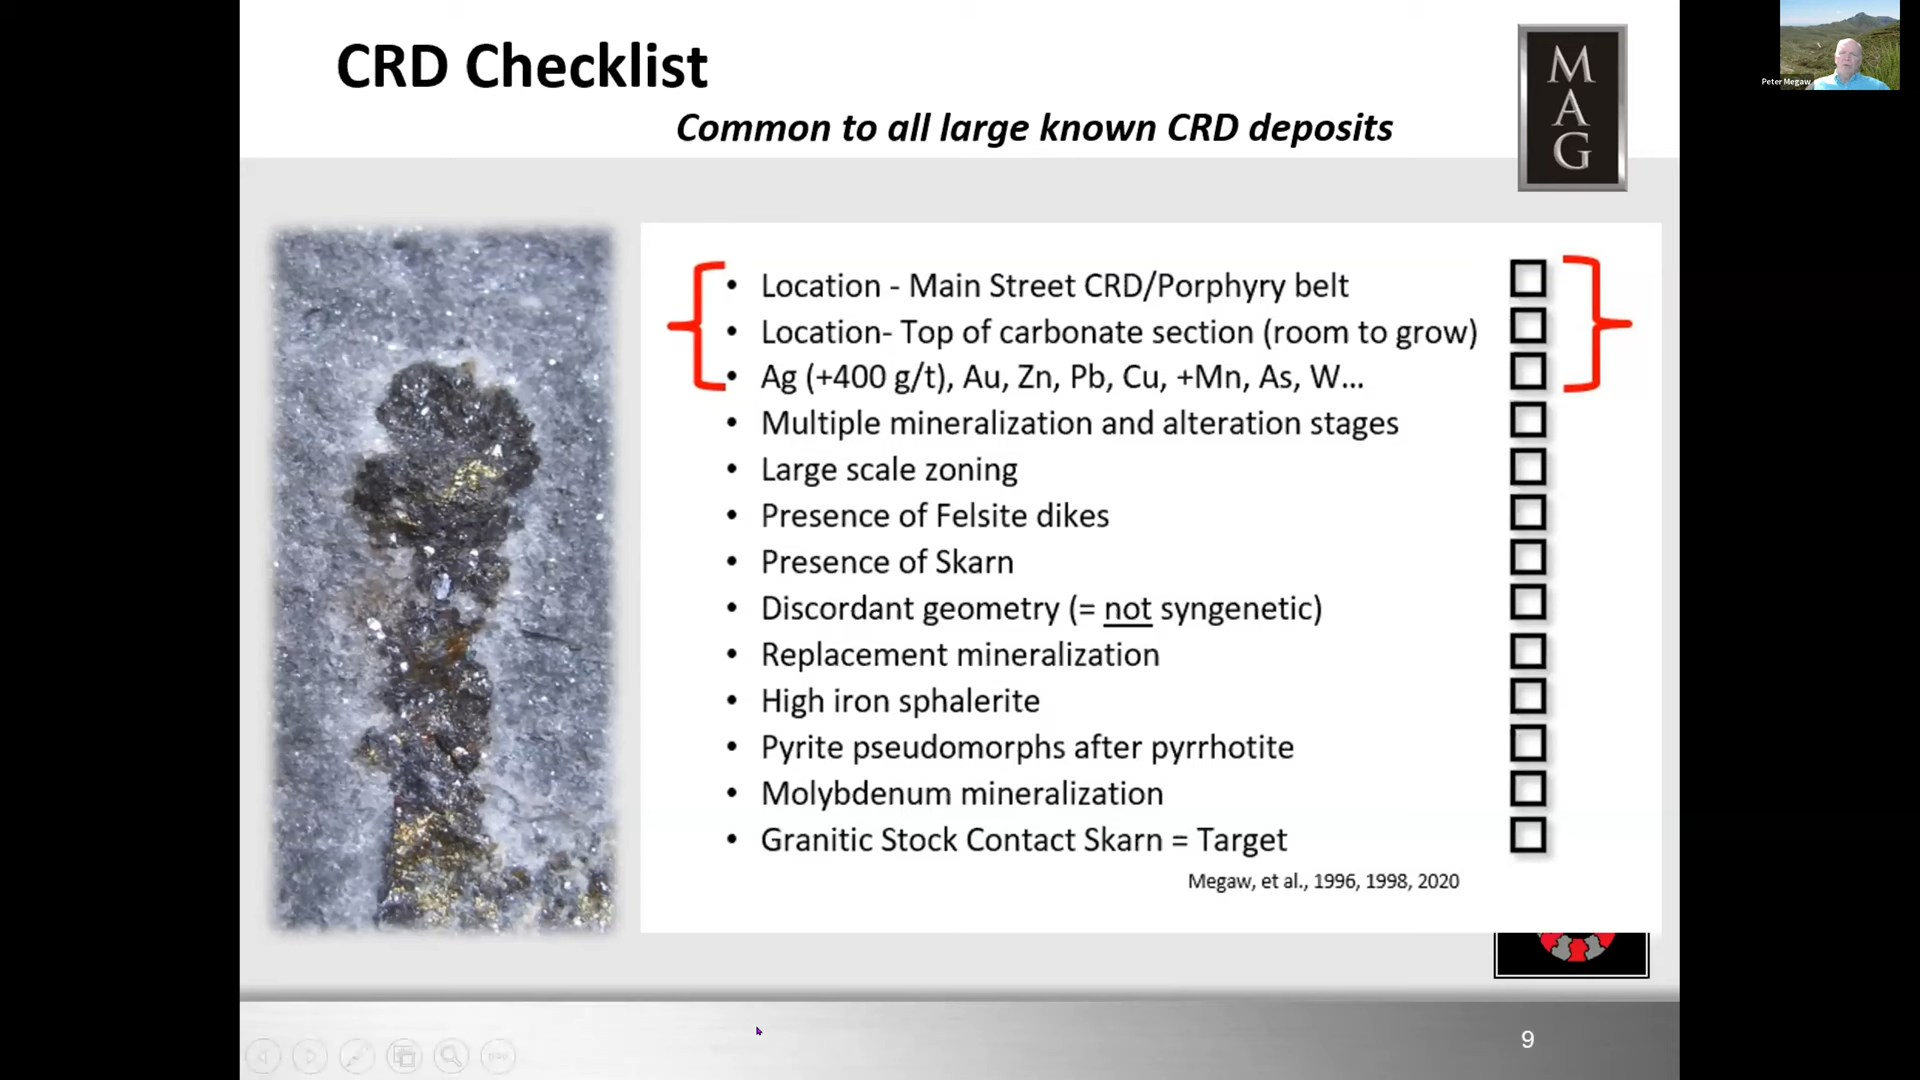 CRD Checklist
Common to all large known CRD deposits
M
A
G
Peter Megaw
• Location - Main Street CRD/Porphyry belt
• Location- Top of carbonate section (room to grow)
• Ag (+400 g/t), Au, Zn, Pb, Cu, +Mn, As, W...
• Multiple mineralization and alteration stages
• Large scale zoning
• Presence of Felsite dikes
• Presence of Skarn
• Discordant geometry (= not syngenetic)
• Replacement mineralization
• High iron sphalerite
• Pyrite pseudomorphs after pyrrhotite
• Molybdenum mineralization
• Granitic Stock Contact Skarn = Target
Megaw, et al., 1996, 1998, 2020
9